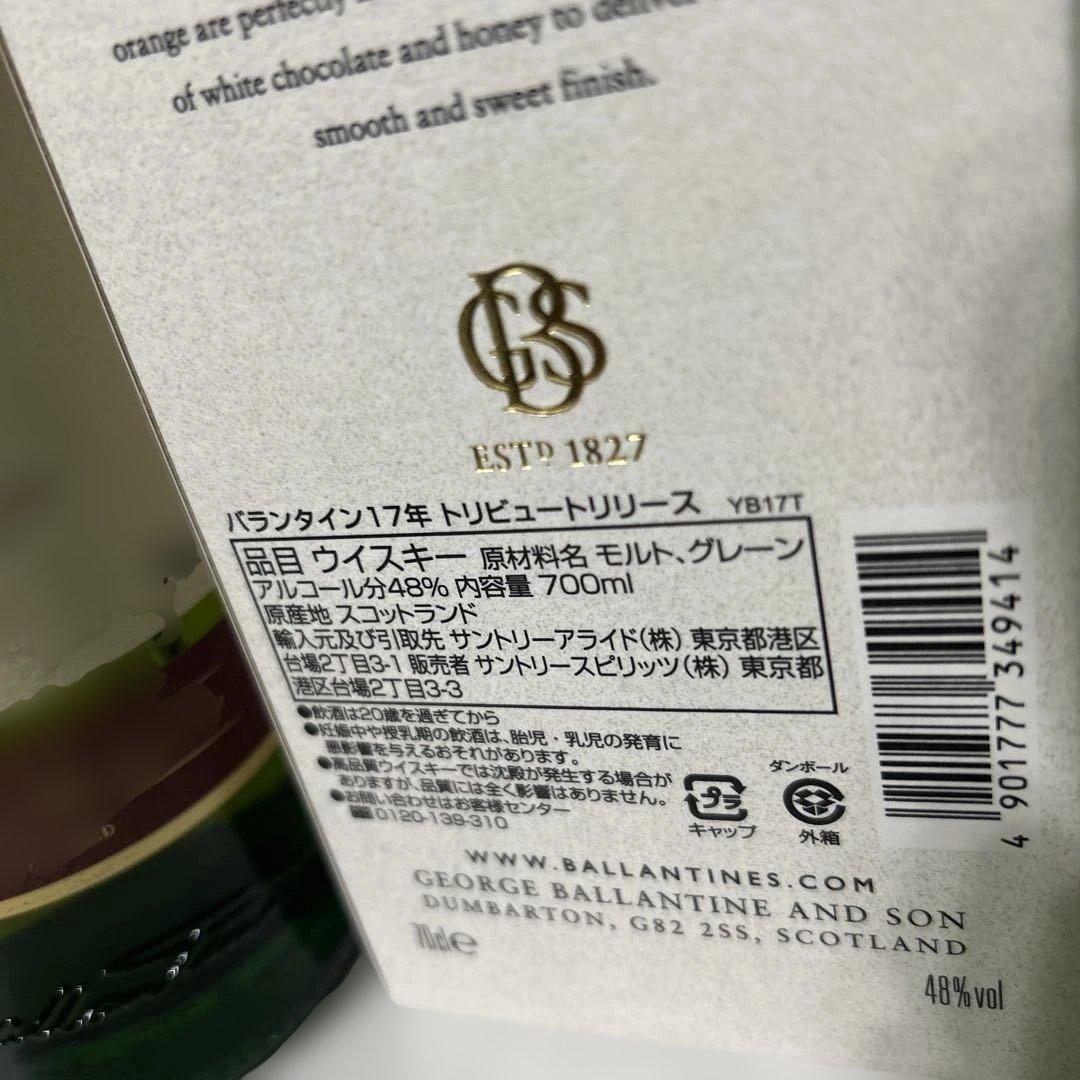 orange are perfectly
of white chocolate and honey to deliver
smooth and sweet finish.
GBS
ESTD 1827
バランタイン17年 トリビュートリリース YB17T
品目 ウイスキー 原材料名 モルト、グレーン
アルコール分48% 内容量 700ml
原産地 スコットランド
輸入元及び引取先 サントリーアライド(株) 東京都港区
台場2丁目3-1 販売者 サントリースピリッツ(株) 東京都
港区台場2丁目3-3
●飲酒は20歳を過ぎてから
●妊娠中や授乳期の飲酒は、胎児・乳児の発育に
悪影響を与えるおそれがあります。
●高品質ウイスキーでは沈殿が発生する場合が
ありますが、品質には全く影響はありません。
●お問い合わせはお客様センター
0120-139-310
プラ
キャップ
ダンボール
外箱
4 901777 349414
WWW.BALLANTINES.COM
GEORGE BALLANTINE AND SON
DUMBARTON, G82 2SS, SCOTLAND
70cl e
48%vol